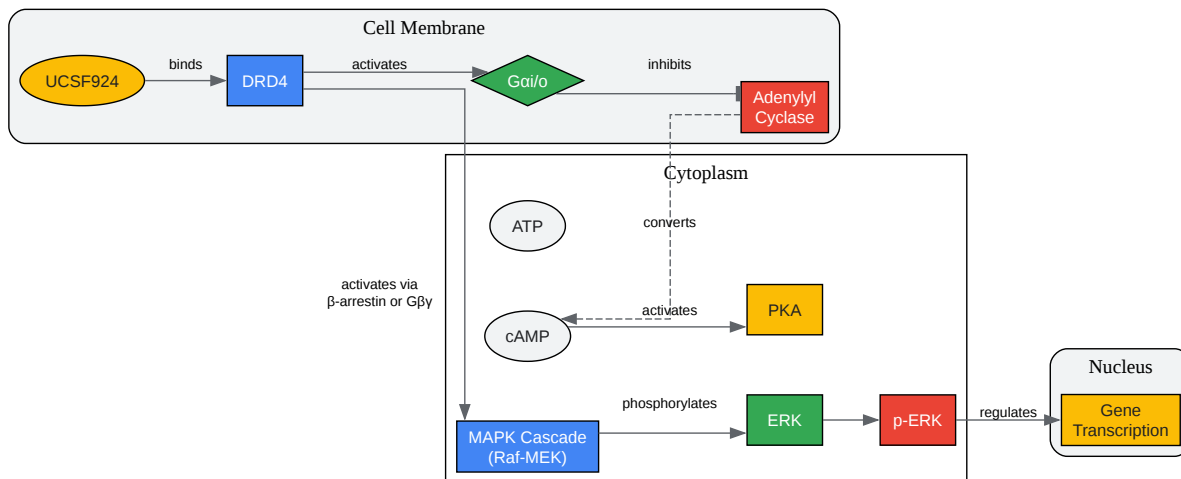 Cell Membrane
UCSF924
binds
DRD4
activates
Gαi/o
inhibits
Adenylyl
Cyclase
Cytoplasm
ATP
converts
activates via
β-arrestin or Gβγ
cAMP
activates
PKA
MAPK Cascade
(Raf-MEK)
phosphorylates
ERK
p-ERK
regulates
Nucleus
Gene
Transcription